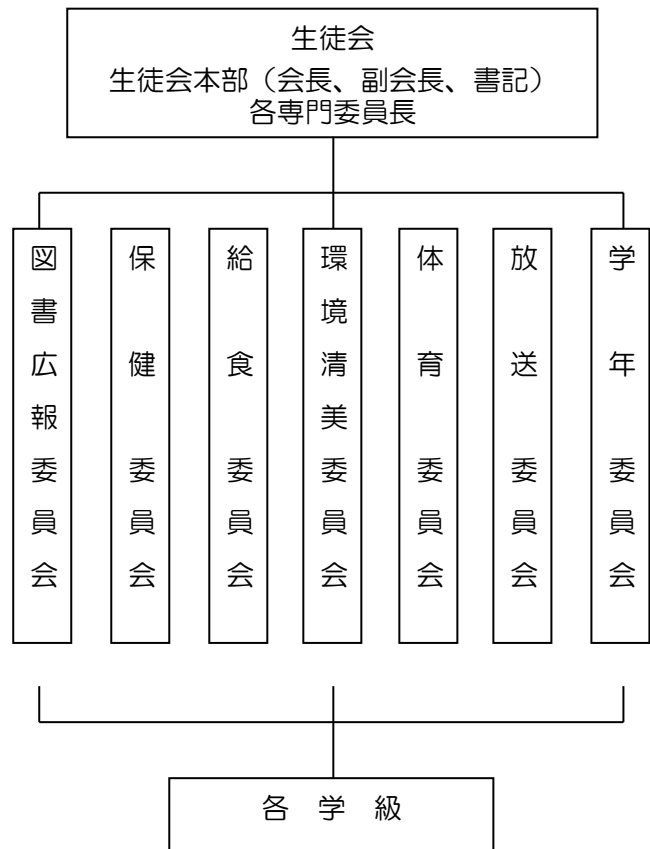 生徒会
生徒会本部（会長、副会長、書記）
各専門委員長
図書広報委員会
保健委員会
給食委員会
環境清美委員会
体育委員会
放送委員会
学年委員会
各 学 級